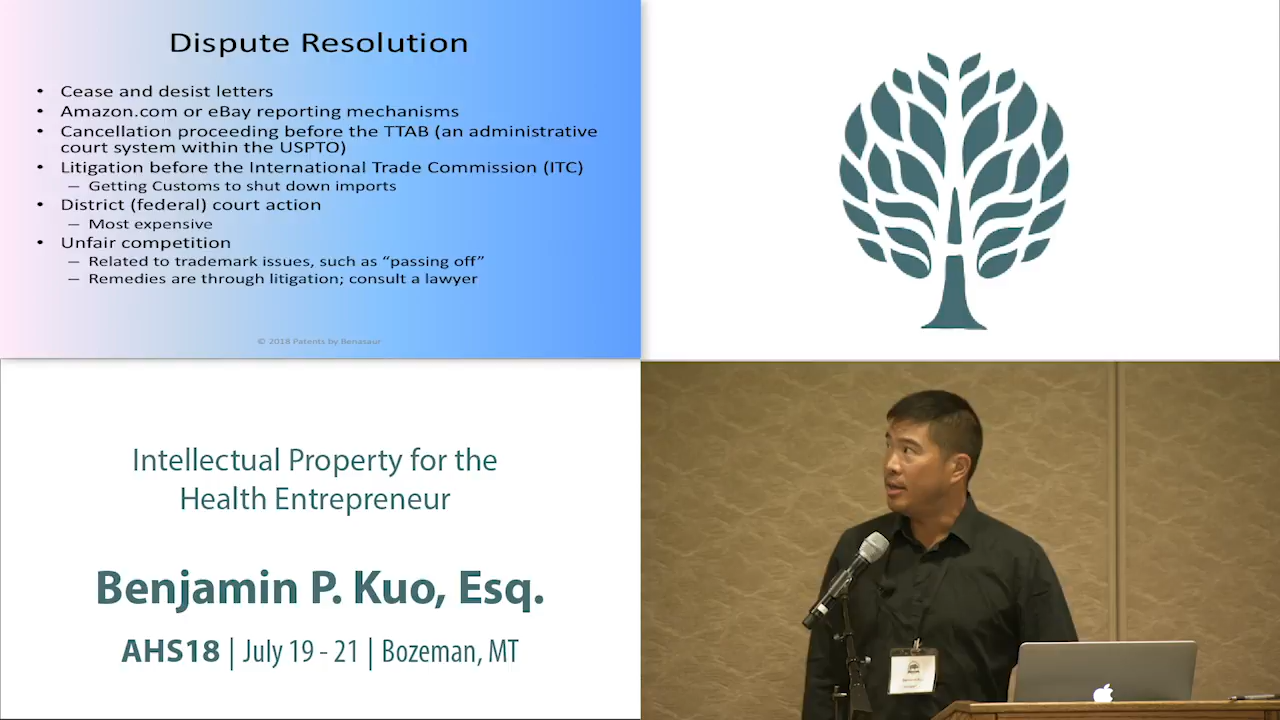 Dispute Resolution
• Cease and desist letters
• Amazon.com or eBay reporting mechanisms
• Cancellation proceeding before the TTAB (an administrative
court system within the USPTO)
• Litigation before the International Trade Commission (ITC)
– Getting Customs to shut down imports
• District (federal) court action
– Most expensive
• Unfair competition
– Related to trademark issues, such as “passing off”
– Remedies are through litigation; consult a lawyer
© 2018 Patents by Benasaur
Intellectual Property for the
Health Entrepreneur
Benjamin P. Kuo, Esq.
AHS18 | July 19 - 21 | Bozeman, MT